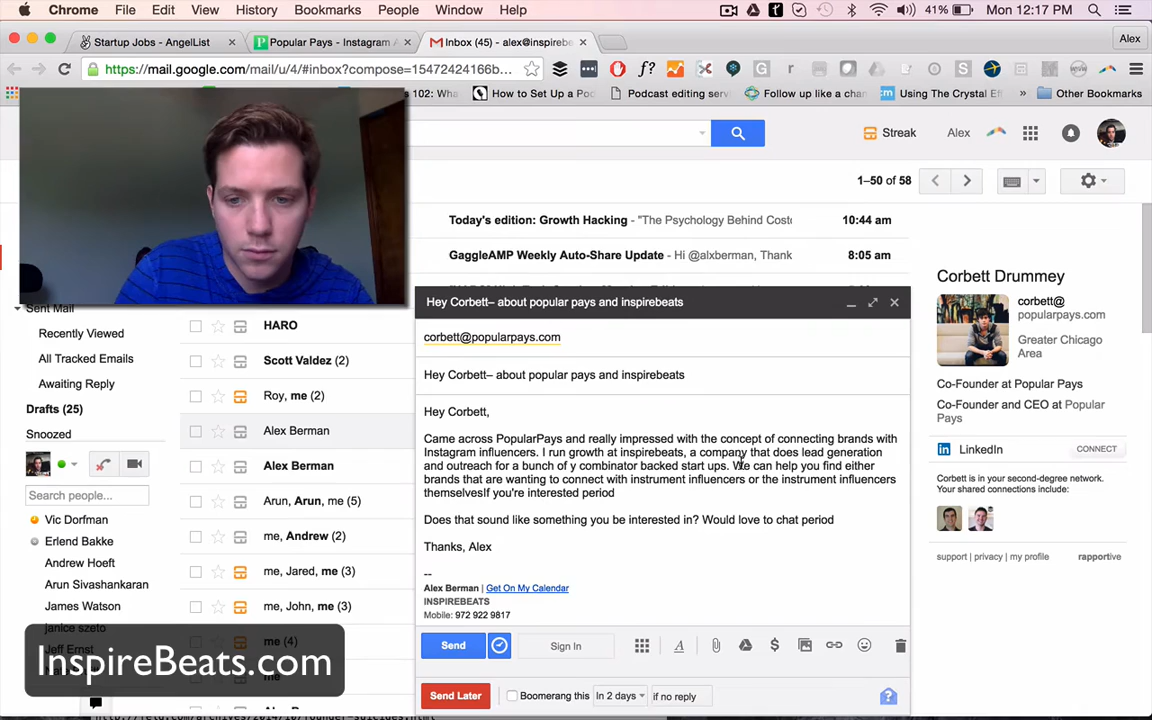 Chrome File Edit View History Bookmarks People Window Help 41% Mon 12:17 PM
Startup Jobs - AngelList Popular Pays - Instagram A Inbox (45) - alex@inspirebe Alex
https://mail.google.com/mail/u/4/#inbox?compose=15472424166b...
102: Wha How to Set Up a Pod Podcast editing serv Follow up like a chan Using The Crystal Eff » Other Bookmarks
Streak Alex
1–50 of 58
Today's edition: Growth Hacking - "The Psychology Behind Costc 10:44 am
GaggleAMP Weekly Auto-Share Update - Hi @alxberman, Thank 8:05 am
Sent Mail
Recently Viewed
All Tracked Emails
Awaiting Reply
Drafts (25)
Snoozed
Search people...
Vic Dorfman
Erlend Bakke
Andrew Hoeft
Arun Sivashankaran
James Watson
janice szeto
Jeff Ernst
HARO
Scott Valdez (2)
Roy, me (2)
Alex Berman
Alex Berman
Arun, Arun, me (5)
me, Andrew (2)
me, Jared, me (3)
me, John, me (3)
me (4)
Hey Corbett– about popular pays and inspirebeats
corbett@popularpays.com
Hey Corbett– about popular pays and inspirebeats
Hey Corbett,
Came across PopularPays and really impressed with the concept of connecting brands with
Instagram influencers. I run growth at inspirebeats, a company that does lead generation
and outreach for a bunch of y combinator backed start ups. We can help you find either
brands that are wanting to connect with instrument influencers or the instrument influencers
themselvesIf you're interested period
Does that sound like something you be interested in? Would love to chat period
Thanks, Alex
--
Alex Berman | Get On My Calendar
INSPIREBEATS
Mobile: 972 922 9817
Send Sign In
Send Later Boomerang this In 2 days if no reply
Corbett Drummey
corbett@
popularpays.com
Greater Chicago
Area
Co-Founder at Popular Pays
Co-Founder and CEO at Popular
Pays
LinkedIn CONNECT
Corbett is in your second-degree network.
Your shared connections include:
support | privacy | my profile rapportive
InspireBeats.com